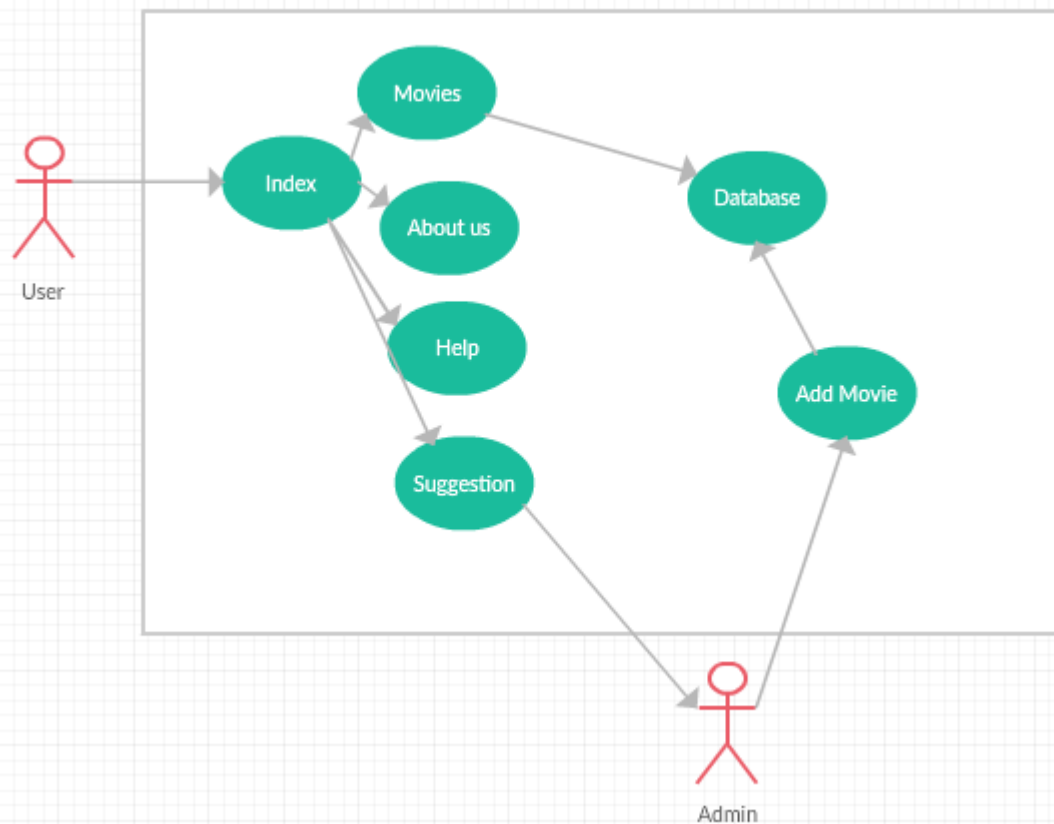 Movies
Index
User
About us
Database
Help
Add Movie
Suggestion
Admin